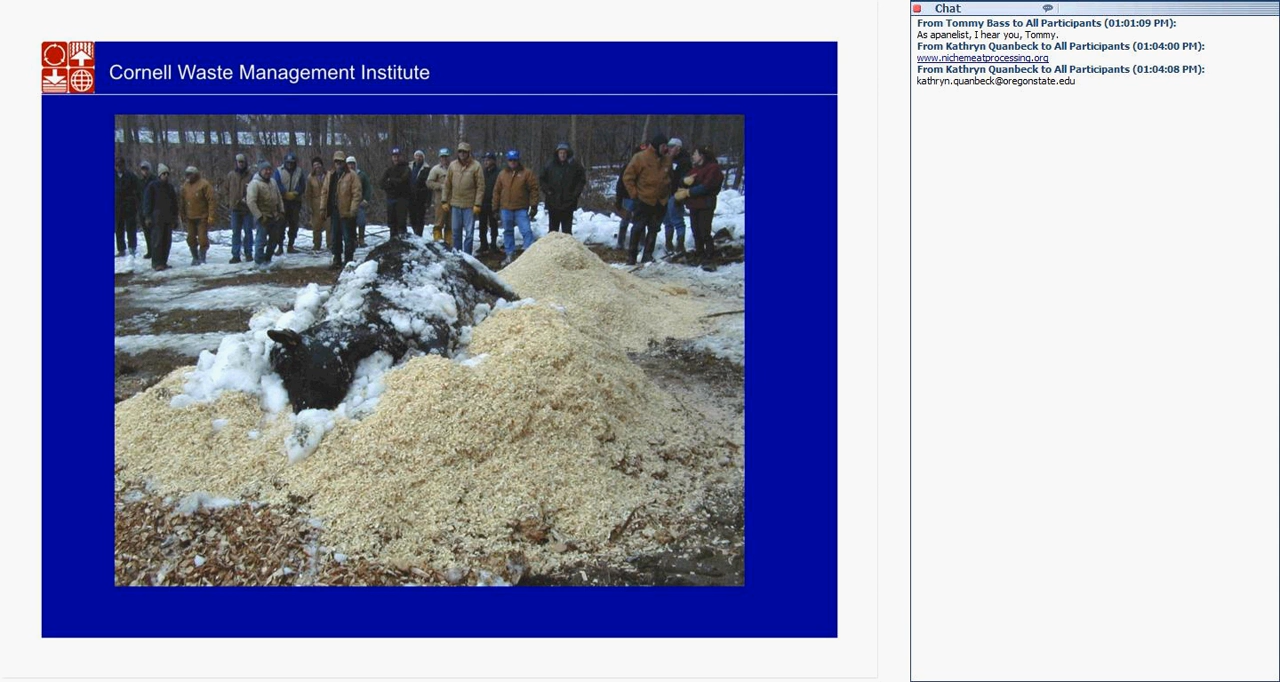 Cornell Waste Management Institute
Chat
From Tommy Bass to All Participants (01:01:09 PM):
As apanelist, I hear you, Tommy.
From Kathryn Quanbeck to All Participants (01:04:00 PM):
www.nichemeatprocessing.org
From Kathryn Quanbeck to All Participants (01:04:08 PM):
kathryn.quanbeck@oregonstate.edu